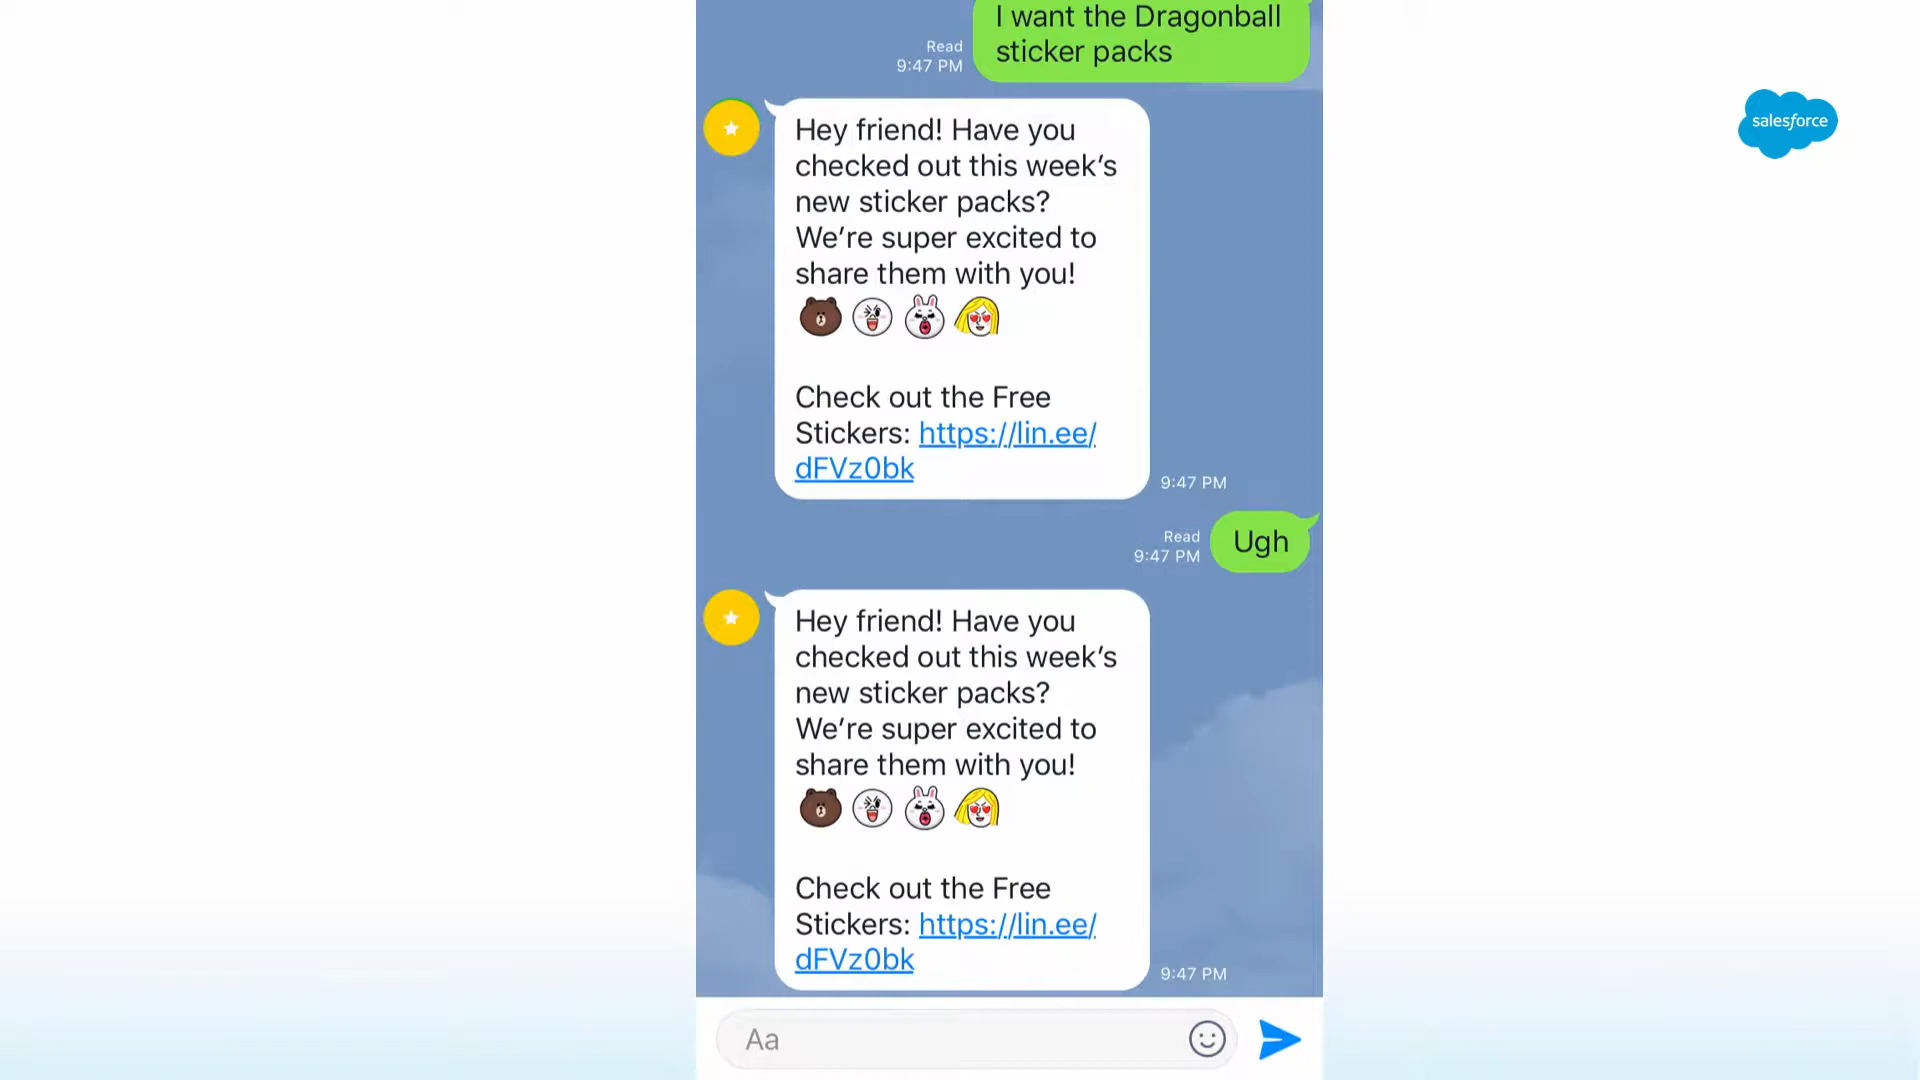 I want the Dragonball
sticker packs
Read
9:47 PM
salesforce
Hey friend! Have you
checked out this week’s
new sticker packs?
We’re super excited to
share them with you!
Check out the Free
Stickers: https://lin.ee/
dFVz0bk
9:47 PM
Read
9:47 PM
Ugh
Hey friend! Have you
checked out this week’s
new sticker packs?
We’re super excited to
share them with you!
Check out the Free
Stickers: https://lin.ee/
dFVz0bk
9:47 PM
Aa